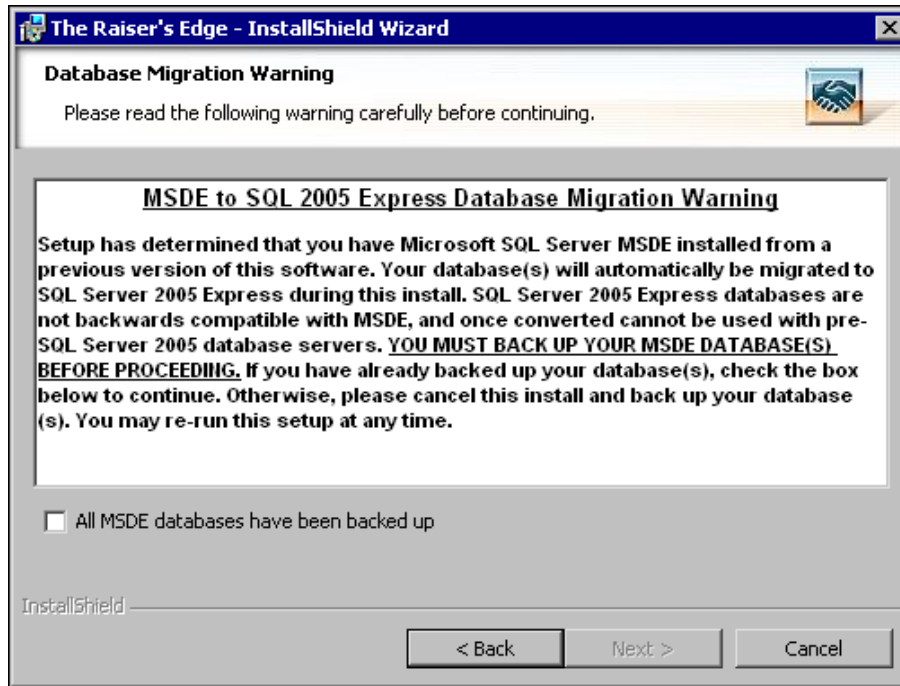 The Raiser's Edge - InstallShield Wizard
Database Migration Warning
Please read the following warning carefully before continuing.
MSDE to SQL 2005 Express Database Migration Warning
Setup has determined that you have Microsoft SQL Server MSDE installed from a
previous version of this software. Your database(s) will automatically be migrated to
SQL Server 2005 Express during this install. SQL Server 2005 Express databases are
not backwards compatible with MSDE, and once converted cannot be used with pre-
SQL Server 2005 database servers. YOU MUST BACK UP YOUR MSDE DATABASE(S)
BEFORE PROCEEDING. If you have already backed up your database(s), check the box
below to continue. Otherwise, please cancel this install and back up your database
(s). You may re-run this setup at any time.
All MSDE databases have been backed up
InstallShield
< Back
Next >
Cancel